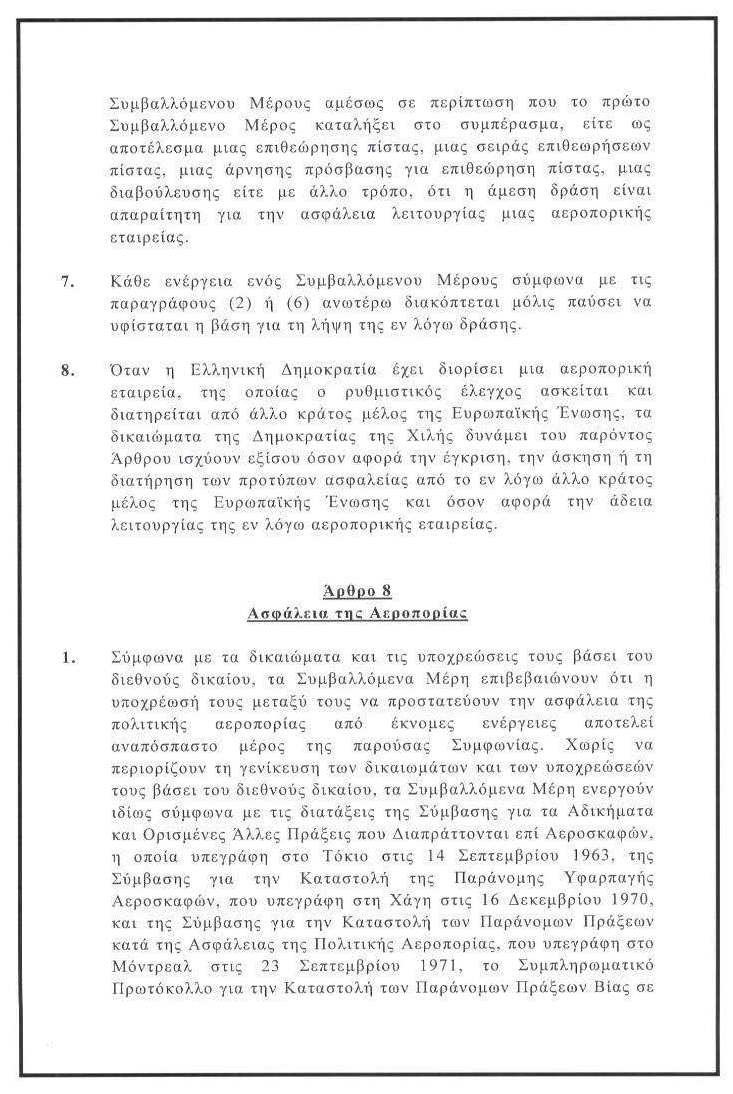 Συμβαλλόμενου Μέρους αμέσως σε περίπτωση που το πρώτο
Συμβαλλόμενο Μέρος καταλήξει στο συμπέρασμα, είτε ως
αποτέλεσμα μιας επιθεώρησης πίστας, μιας σειράς επιθεωρήσεων
πίστας, μιας άρνησης πρόσβασης για επιθεώρηση πίστας, μιας
διαβούλευσης είτε με άλλο τρόπο, ότι η άμεση δράση είναι
απαραίτητη για την ασφάλεια λειτουργίας μιας αεροπορικής
εταιρείας.
7. Κάθε ενέργεια ενός Συμβαλλόμενου Μέρους σύμφωνα με τις
παραγράφους (2) ή (6) ανωτέρω διακόπτεται μόλις παύσει να
υφίσταται η βάση για τη λήψη της εν λόγω δράσης.
8. Όταν η Ελληνική Δημοκρατία έχει διορίσει μια αεροπορική
εταιρεία, της οποίας ο ρυθμιστικός έλεγχος ασκείται και
διατηρείται από άλλο κράτος μέλος της Ευρωπαϊκής Ένωσης, τα
δικαιώματα της Δημοκρατίας της Χιλής δυνάμει του παρόντος
Άρθρου ισχύουν εξίσου όσον αφορά την έγκριση, την άσκηση ή τη
διατήρηση των προτύπων ασφαλείας από το εν λόγω άλλο κράτος
μέλος της Ευρωπαϊκής Ένωσης και όσον αφορά την άδεια
λειτουργίας της εν λόγω αεροπορικής εταιρείας.
Άρθρο 8
Ασφάλεια της Αεροπορίας
1. Σύμφωνα με τα δικαιώματα και τις υποχρεώσεις τους βάσει του
διεθνούς δικαίου, τα Συμβαλλόμενα Μέρη επιβεβαιώνουν ότι η
υποχρέωσή τους μεταξύ τους να προστατεύουν την ασφάλεια της
πολιτικής αεροπορίας από έκνομες ενέργειες αποτελεί
αναπόσπαστο μέρος της παρούσας Συμφωνίας. Χωρίς να
περιορίζουν τη γενίκευση των δικαιωμάτων και των υποχρεώσεών
τους βάσει του διεθνούς δικαίου, τα Συμβαλλόμενα Μέρη ενεργούν
ιδίως σύμφωνα με τις διατάξεις της Σύμβασης για τα Αδικήματα
και Ορισμένες Άλλες Πράξεις που Διαπράττονται επί Αεροσκαφών,
η οποία υπεγράφη στο Τόκιο στις 14 Σεπτεμβρίου 1963, της
Σύμβασης για την Καταστολή της Παράνομης Υφαρπαγής
Αεροσκαφών, που υπεγράφη στη Χάγη στις 16 Δεκεμβρίου 1970,
και της Σύμβασης για την Καταστολή των Παράνομων Πράξεων
κατά της Ασφάλειας της Πολιτικής Αεροπορίας, που υπεγράφη στο
Μόντρεαλ στις 23 Σεπτεμβρίου 1971, το Συμπληρωματικό
Πρωτόκολλο για την Καταστολή των Παράνομων Πράξεων Βίας σε